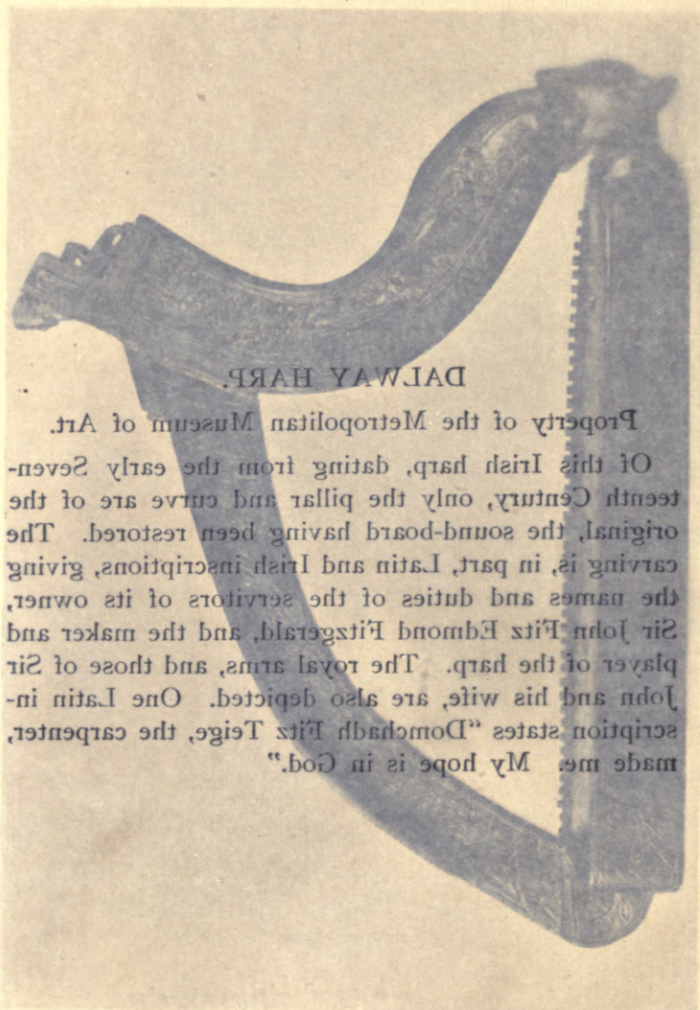 DALWAY HARP.
Property of the Metropolitan Museum of Art.
Of this Irish harp, dating from the early Seven-
teenth Century, only the pillar and curve are of the
original, the sound-board having been restored. The
carving is, in part, Latin and Irish inscriptions, giving
the names and duties of the servitors of its owner,
Sir John Fitz Edmond Fitzgerald, and the maker and
player of the harp. The royal arms, and those of Sir
John and his wife, are also depicted. One Latin in-
scription states “Domchadh Fitz Teige, the carpenter,
made me. My hope is in God.”